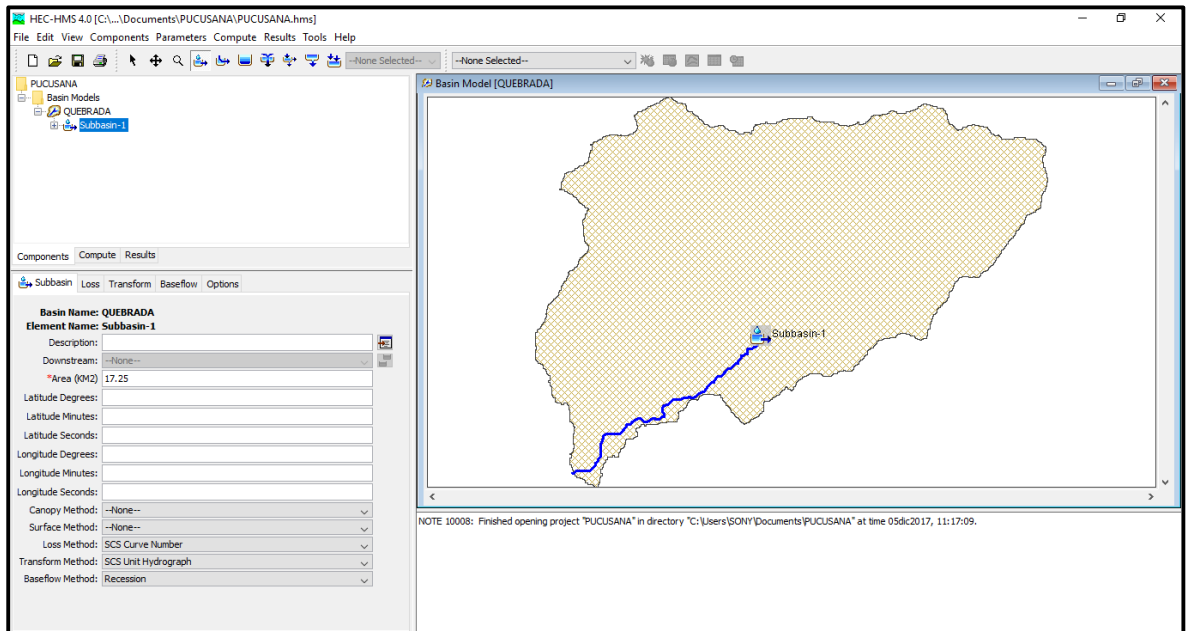 HEC-HMS 4.0 [C:\...\Documents\PUCUSANA\PUCUSANA.hms]
File Edit View Components Parameters Compute Results Tools Help
--None Selected-- --None Selected--
PUCUSANA
Basin Models
QUEBRADA
Subbasin-1
Components Compute Results
Subbasin Loss Transform Baseflow Options
Basin Name: QUEBRADA
Element Name: Subbasin-1
Description:
Downstream: --None--
*Area (KM2) 17.25
Latitude Degrees:
Latitude Minutes:
Latitude Seconds:
Longitude Degrees:
Longitude Minutes:
Longitude Seconds:
Canopy Method: --None--
Surface Method: --None--
Loss Method: SCS Curve Number
Transform Method: SCS Unit Hydrograph
Baseflow Method: Recession
Basin Model [QUEBRADA]
Subbasin-1
NOTE 10008: Finished opening project "PUCUSANA" in directory "C:\Users\SONY\Documents\PUCUSANA" at time 05dic2017, 11:17:09.